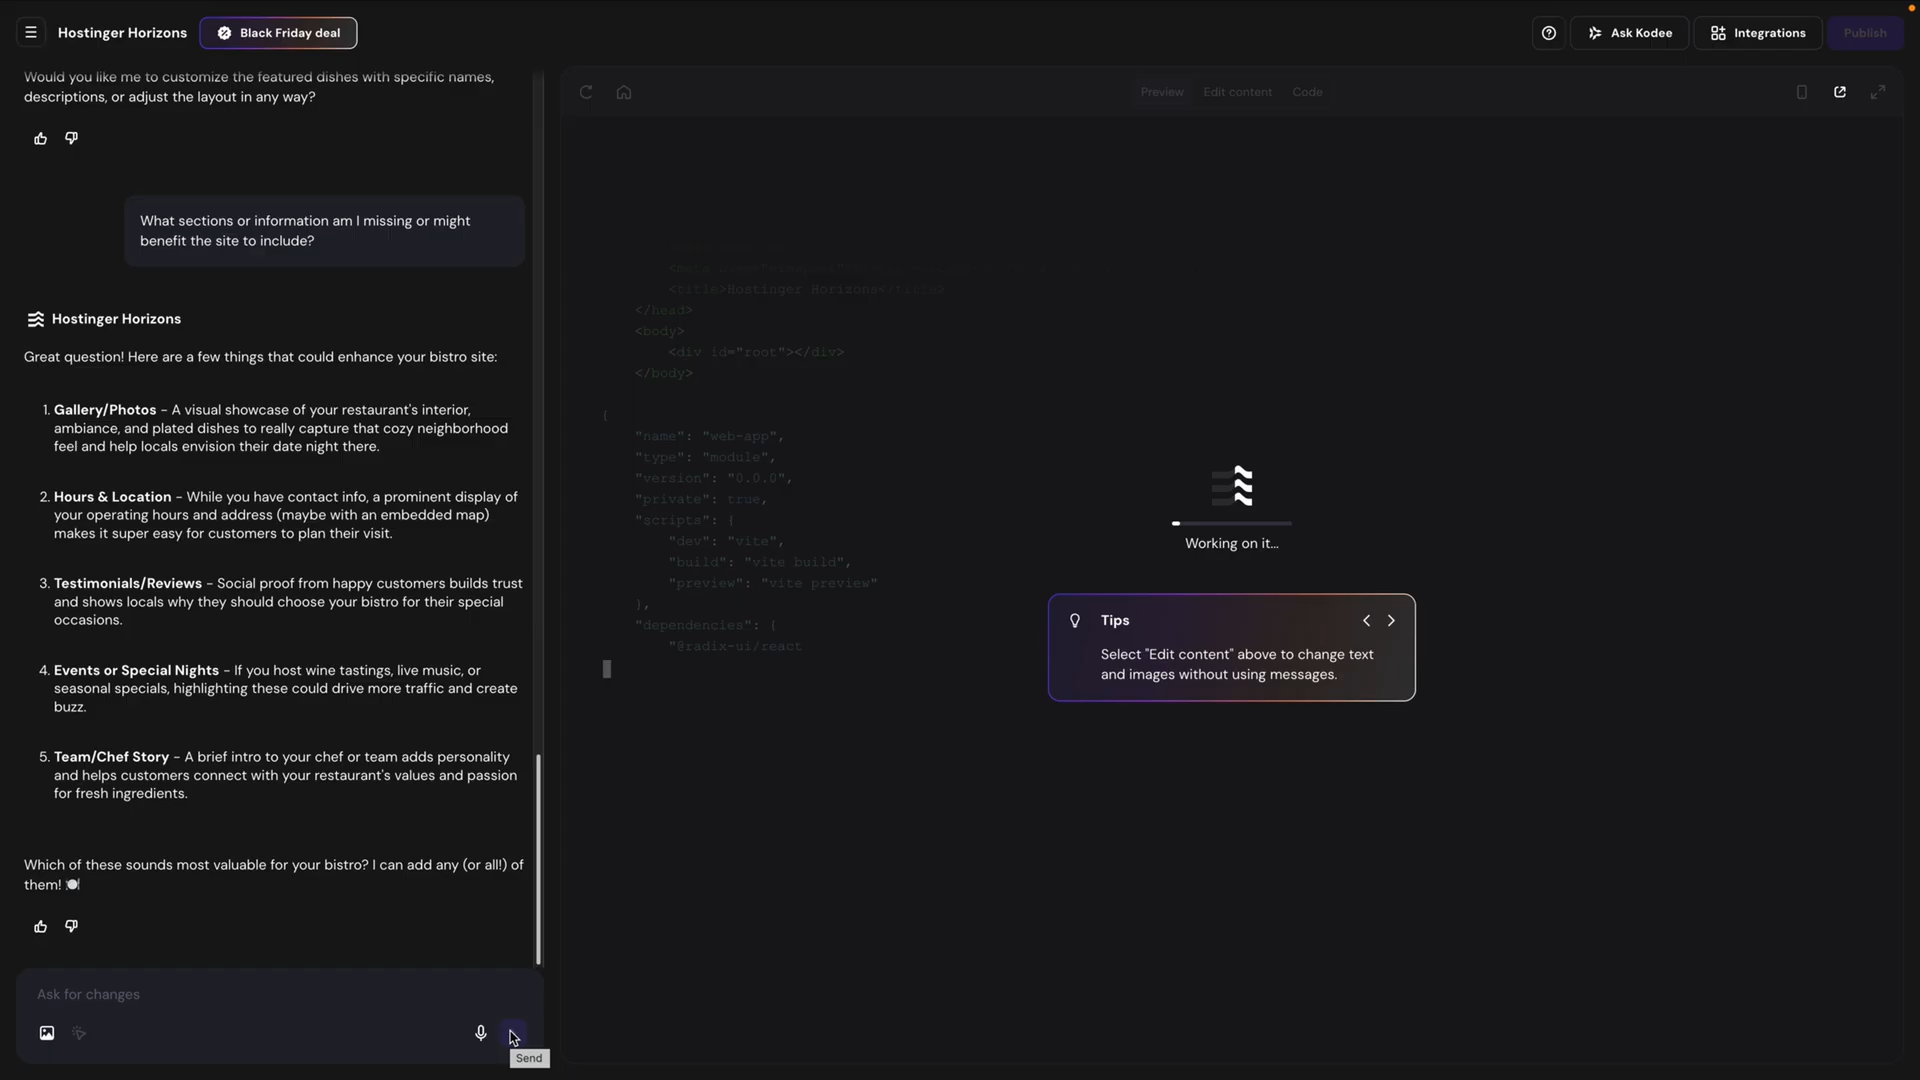 Hostinger Horizons
Black Friday deal
Ask Kodee
Integrations
Publish
Would you like me to customize the featured dishes with specific names,
descriptions, or adjust the layout in any way?
What sections or information am I missing or might
benefit the site to include?
Hostinger Horizons
Great question! Here are a few things that could enhance your bistro site:
1. Gallery/Photos - A visual showcase of your restaurant's interior,
ambiance, and plated dishes to really capture that cozy neighborhood
feel and help locals envision their date night there.
2. Hours & Location - While you have contact info, a prominent display of
your operating hours and address (maybe with an embedded map)
makes it super easy for customers to plan their visit.
3. Testimonials/Reviews - Social proof from happy customers builds trust
and shows locals why they should choose your bistro for their special
occasions.
4. Events or Special Nights - If you host wine tastings, live music, or
seasonal specials, highlighting these could drive more traffic and create
buzz.
5. Team/Chef Story - A brief intro to your chef or team adds personality
and helps customers connect with your restaurant's values and passion
for fresh ingredients.
Which of these sounds most valuable for your bistro? I can add any (or all!) of
them! 🍽️
Ask for changes
Send
Preview
Edit content
Code
<title>Hostinger Horizons</title>
</head>
<body>
<div id="root"></div>
</body>
{
"name": "web-app",
"type": "module",
"version": "0.0.0",
"private": true,
"scripts": {
"dev": "vite",
"build": "vite build",
"preview": "vite preview"
},
"dependencies": {
"@radix-ui/react
Working on it...
Tips
Select "Edit content" above to change text
and images without using messages.